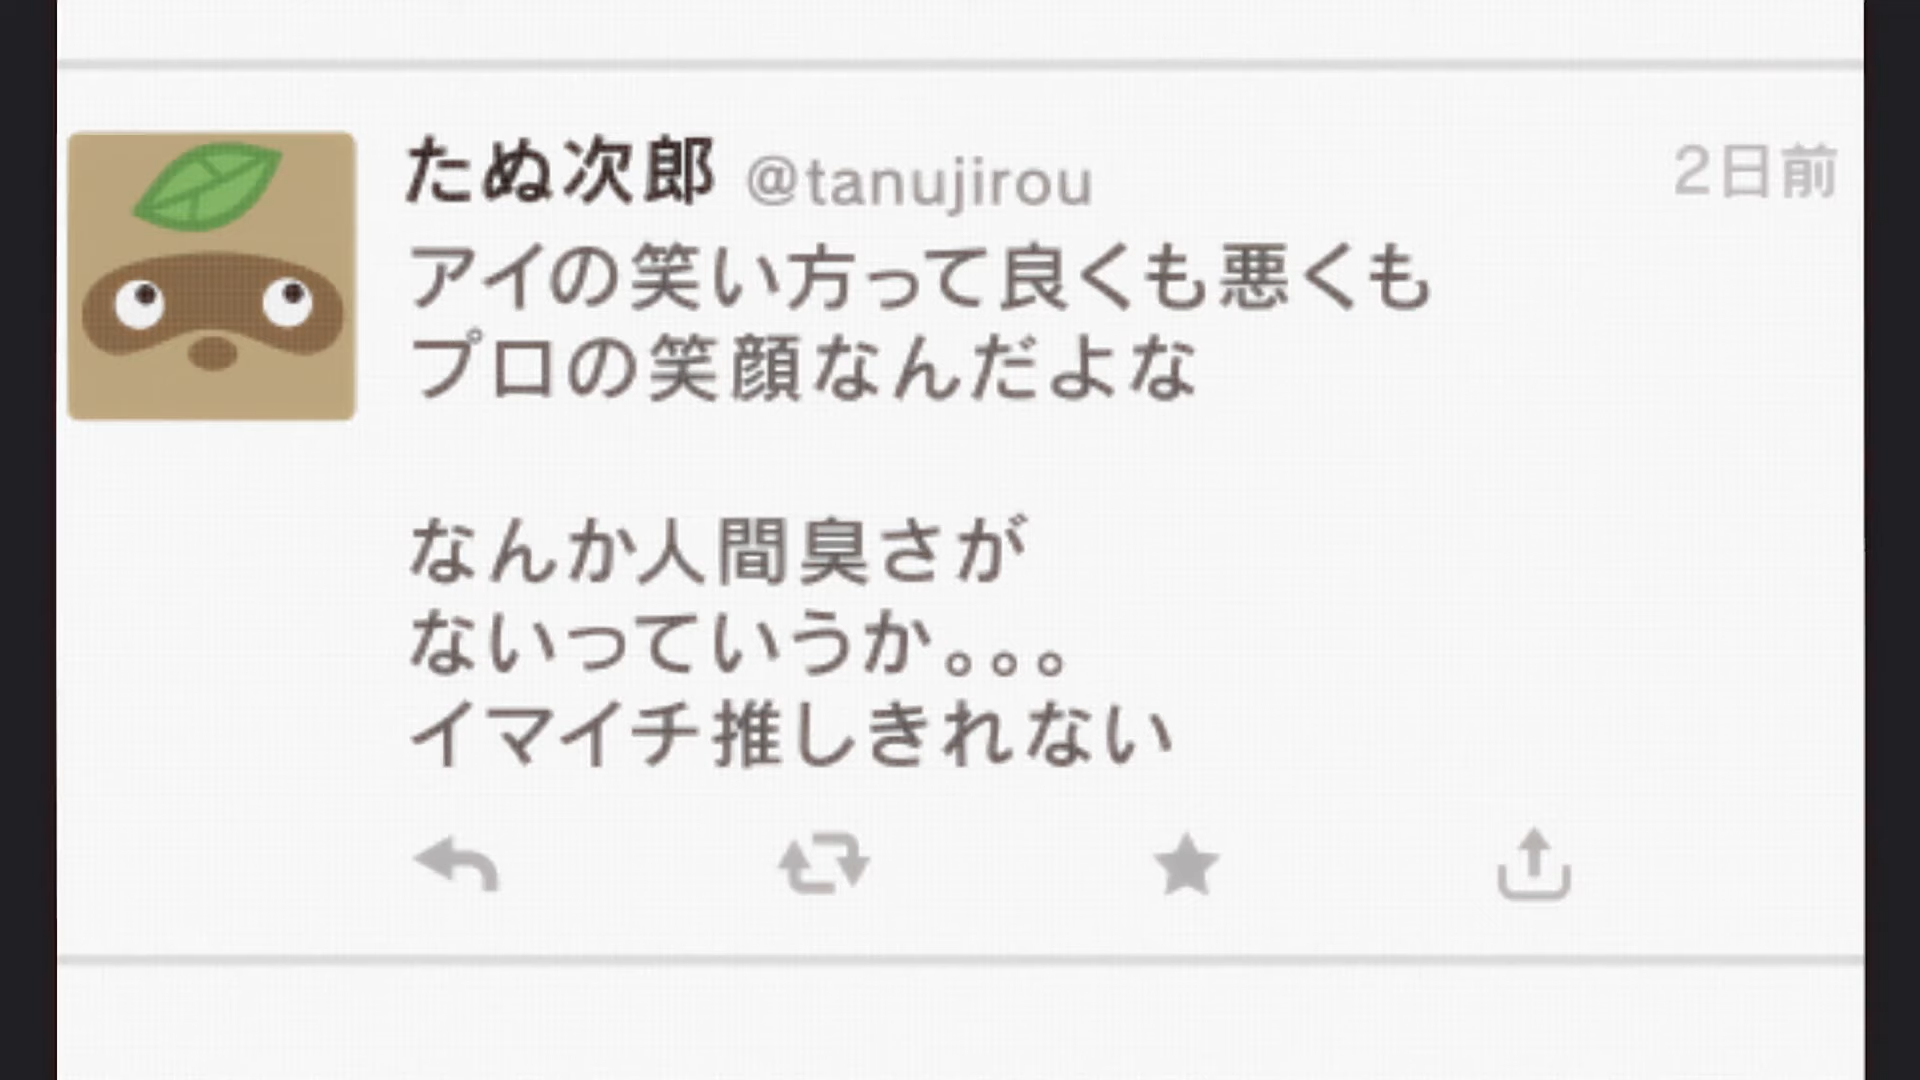 たぬ次郎 @tanujirou 2日前
アイの笑い方って良くも悪くも
プロの笑顔なんだよな
なんか人間臭さが
ないっていうか。。。
イマイチ推しきれない